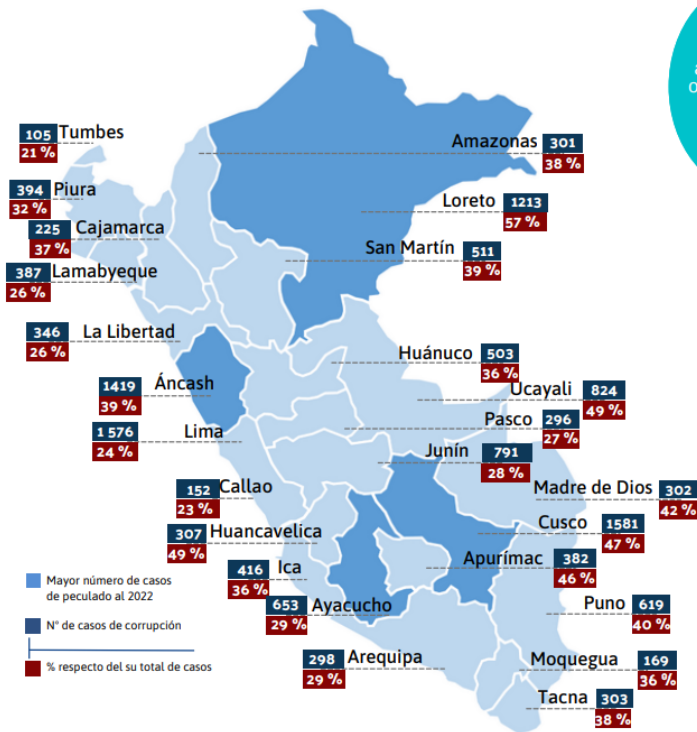 105 Tumbes
21 %
Amazonas 301
38 %
394 Piura
32 %
Loreto 1213
57 %
225 Cajamarca
37 %
San Martín 511
39 %
387 Lamabyeque
26 %
346 La Libertad
26 %
Huánuco 503
36 %
1419 Áncash
39 %
Ucayali 824
49 %
1 576 Lima
24 %
Pasco 296
27 %
Junín 791
28 %
152 Callao
23 %
Madre de Dios 302
42 %
307 Huancavelica
49 %
Cusco 1581
47 %
416 Ica
36 %
Apurímac 382
46 %
653 Ayacucho
29 %
Puno 619
40 %
298 Arequipa
29 %
Moquegua 169
36 %
Tacna 303
38 %
Mayor número de casos
de peculado al 2022
N° de casos de corrupción
% respecto del su total de casos